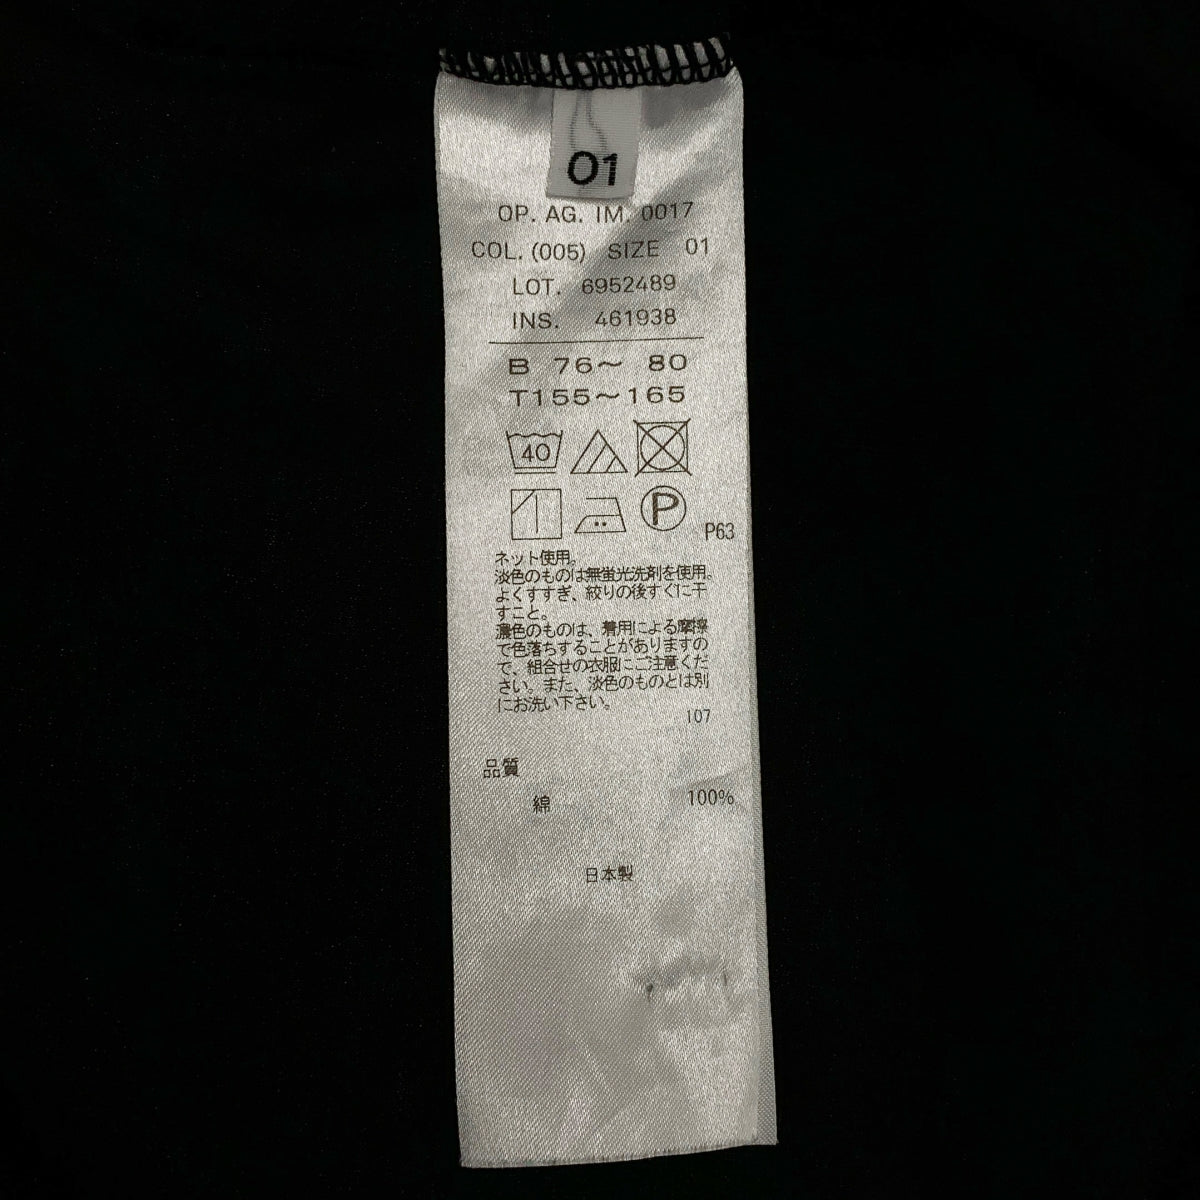 01
OP. AG. IM. 0017
COL. (005) SIZE 01
LOT. 6952489
INS. 461938
B 76〜 80
T155〜165
40
P
P63
ネット使用。
淡色のものは無蛍光洗剤を使用。
よくすすぎ、絞りの後すぐに干
すこと。
濃色のものは、着用による摩擦
で色落ちすることがありますの
で、組合せの衣服にご注意くだ
さい。また、淡色のものとは別
にお洗い下さい。
107
品質
綿 100%
日本製